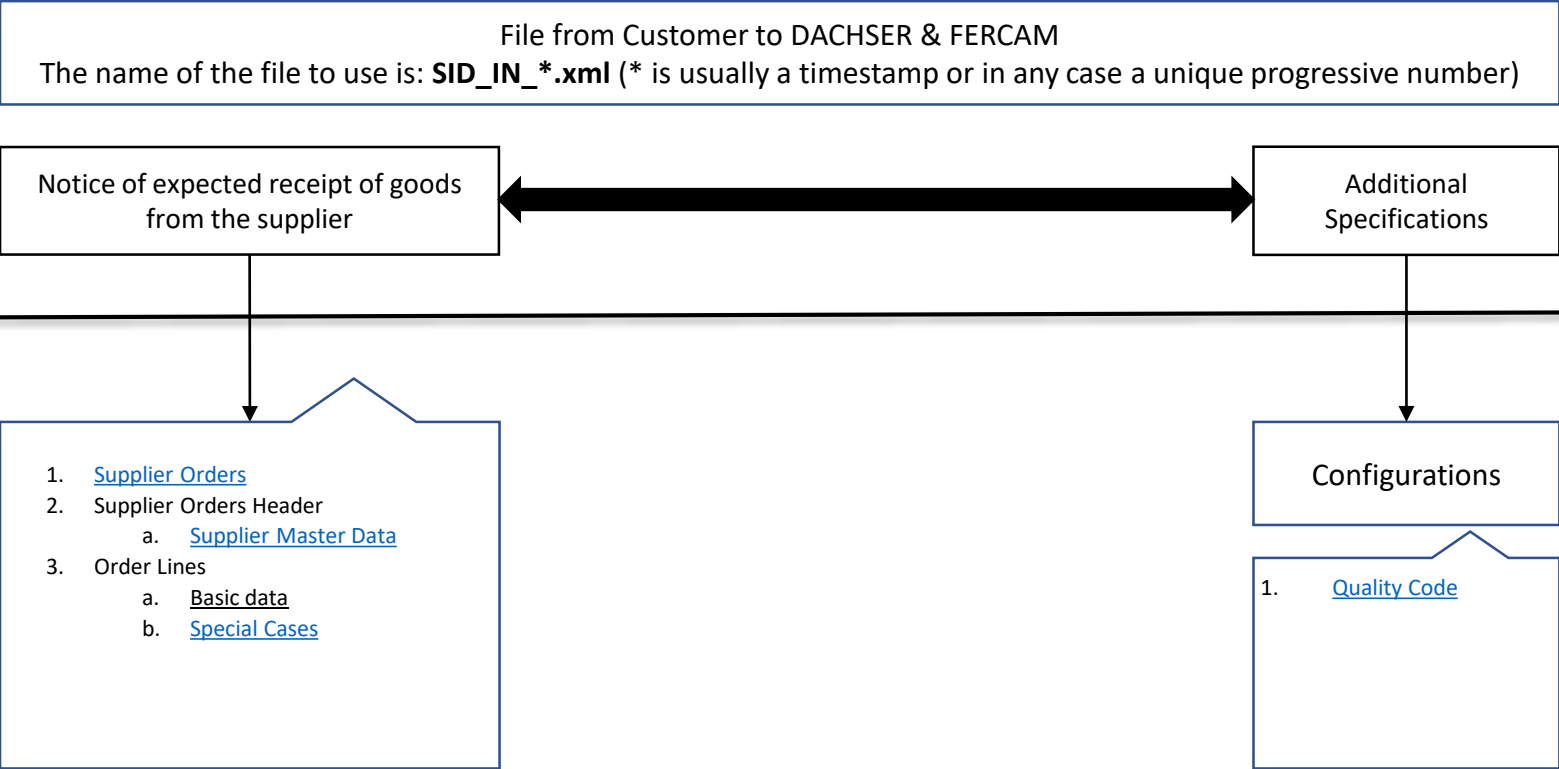 File from Customer to DACHSER & FERCAM
The name of the file to use is: SID_IN_*.xml (* is usually a timestamp or in any case a unique progressive number)
Notice of expected receipt of goods
from the supplier
Additional
Specifications
1. Supplier Orders
2. Supplier Orders Header
a. Supplier Master Data
3. Order Lines
a. Basic data
b. Special Cases
Configurations
1. Quality Code